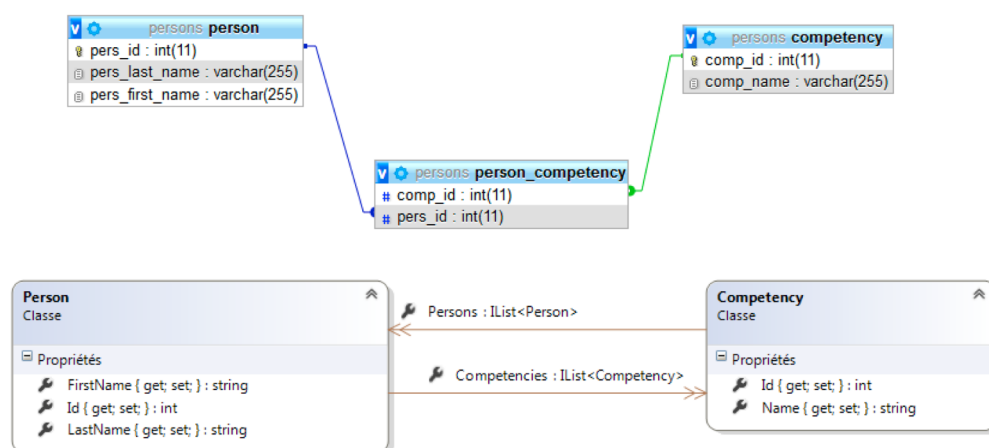 v persons person
pers_id : int(11)
pers_last_name : varchar(255)
pers_first_name : varchar(255)
v persons competency
comp_id : int(11)
comp_name : varchar(255)
v persons person_competency
# comp_id : int(11)
# pers_id : int(11)
Person
Classe
Propriétés
FirstName { get; set; } : string
Id { get; set; } : int
LastName { get; set; } : string
Persons : IList<Person>
Competencies : IList<Competency>
Competency
Classe
Propriétés
Id { get; set; } : int
Name { get; set; } : string